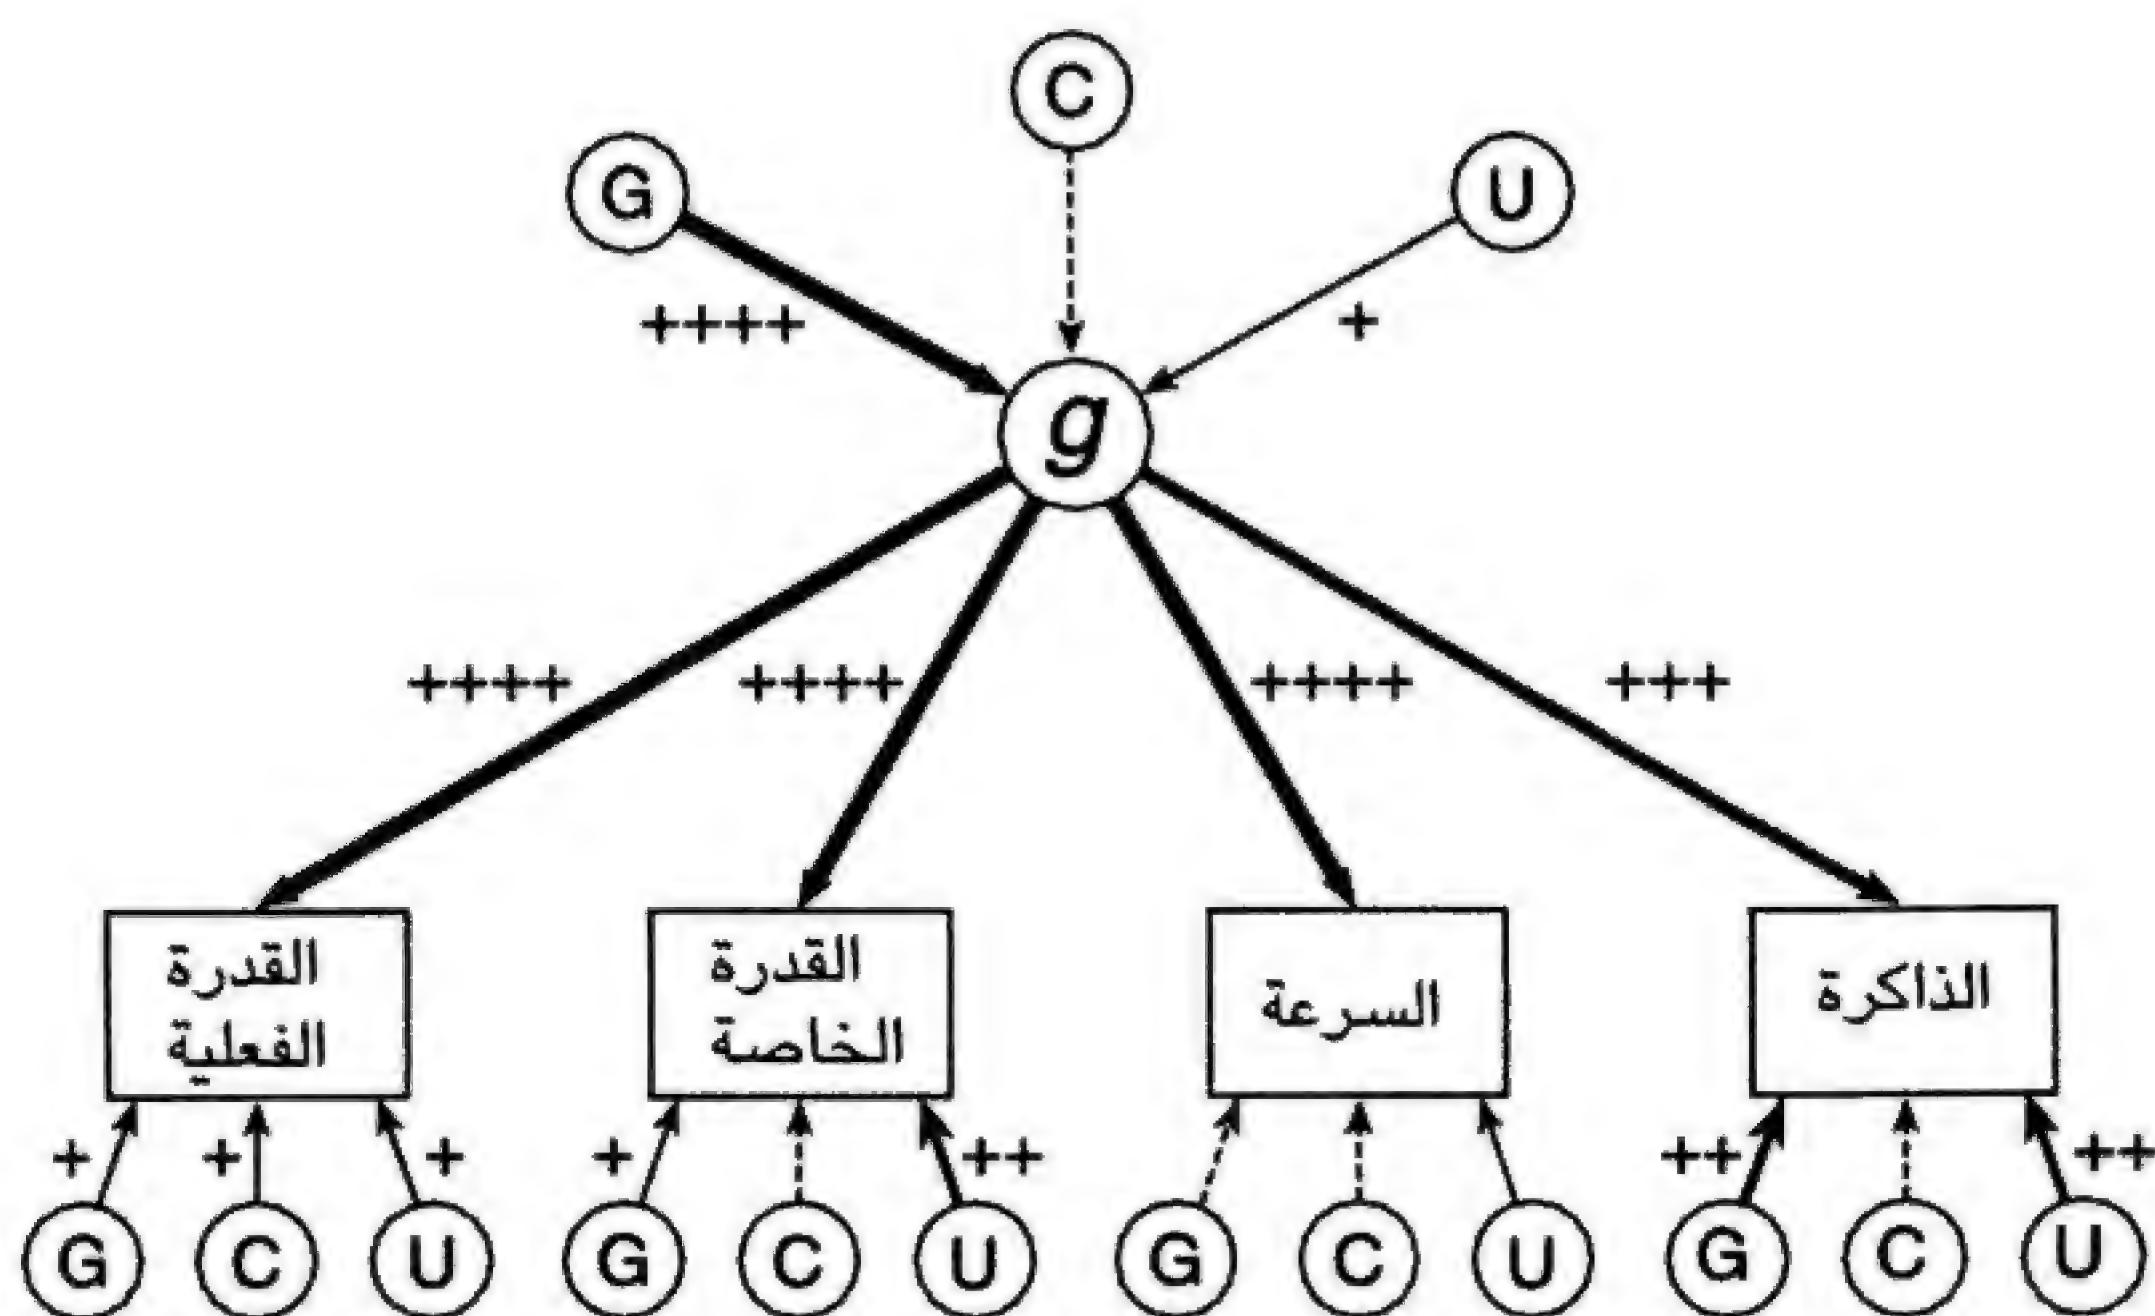 C
G
U
++++
+
g
++++
++++
++++
+++
القدرة
الفعلية
القدرة
الخاصة
السرعة
الذاكرة
+
+
+
+
++
++
++
G
C
U
G
C
U
G
C
U
G
C
U